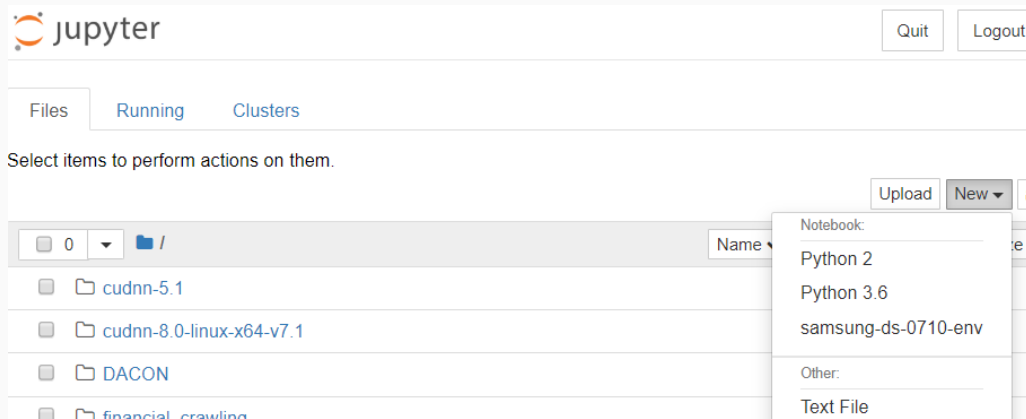 jupyter
Quit
Logout
Files
Running
Clusters
Select items to perform actions on them.
Upload
New
0
/
Name
Notebook:
Python 2
Python 3.6
samsung-ds-0710-env
Other:
Text File
cudnn-5.1
cudnn-8.0-linux-x64-v7.1
DACON
financial_crawling